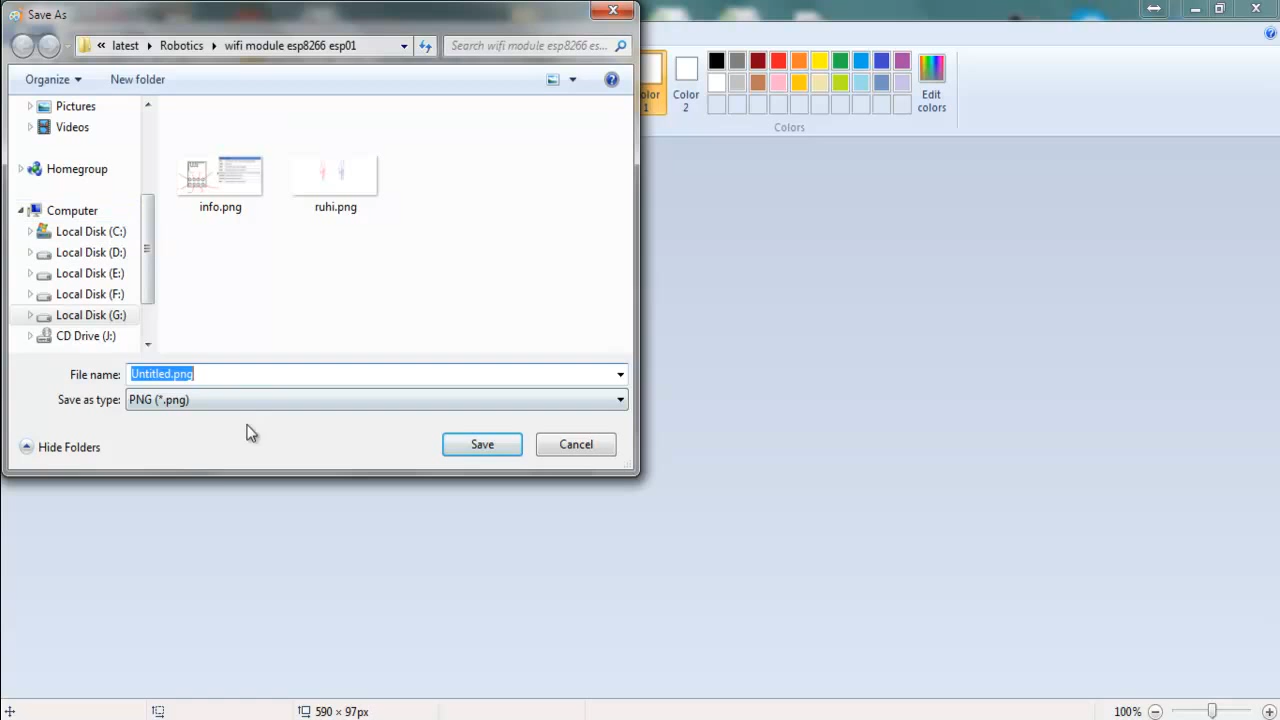 Save As
« latest ▸ Robotics ▸ wifi module esp8266 esp01
Search wifi module esp8266 es...
Organize
New folder
Pictures
Videos
Homegroup
Computer
Local Disk (C:)
Local Disk (D:)
Local Disk (E:)
Local Disk (F:)
Local Disk (G:)
CD Drive (J:)
info.png
ruhi.png
File name: Untitled.png
Save as type: PNG (*.png)
Hide Folders
Save
Cancel
olor
1
Color
2
Edit
colors
Colors
590 × 97px
100%